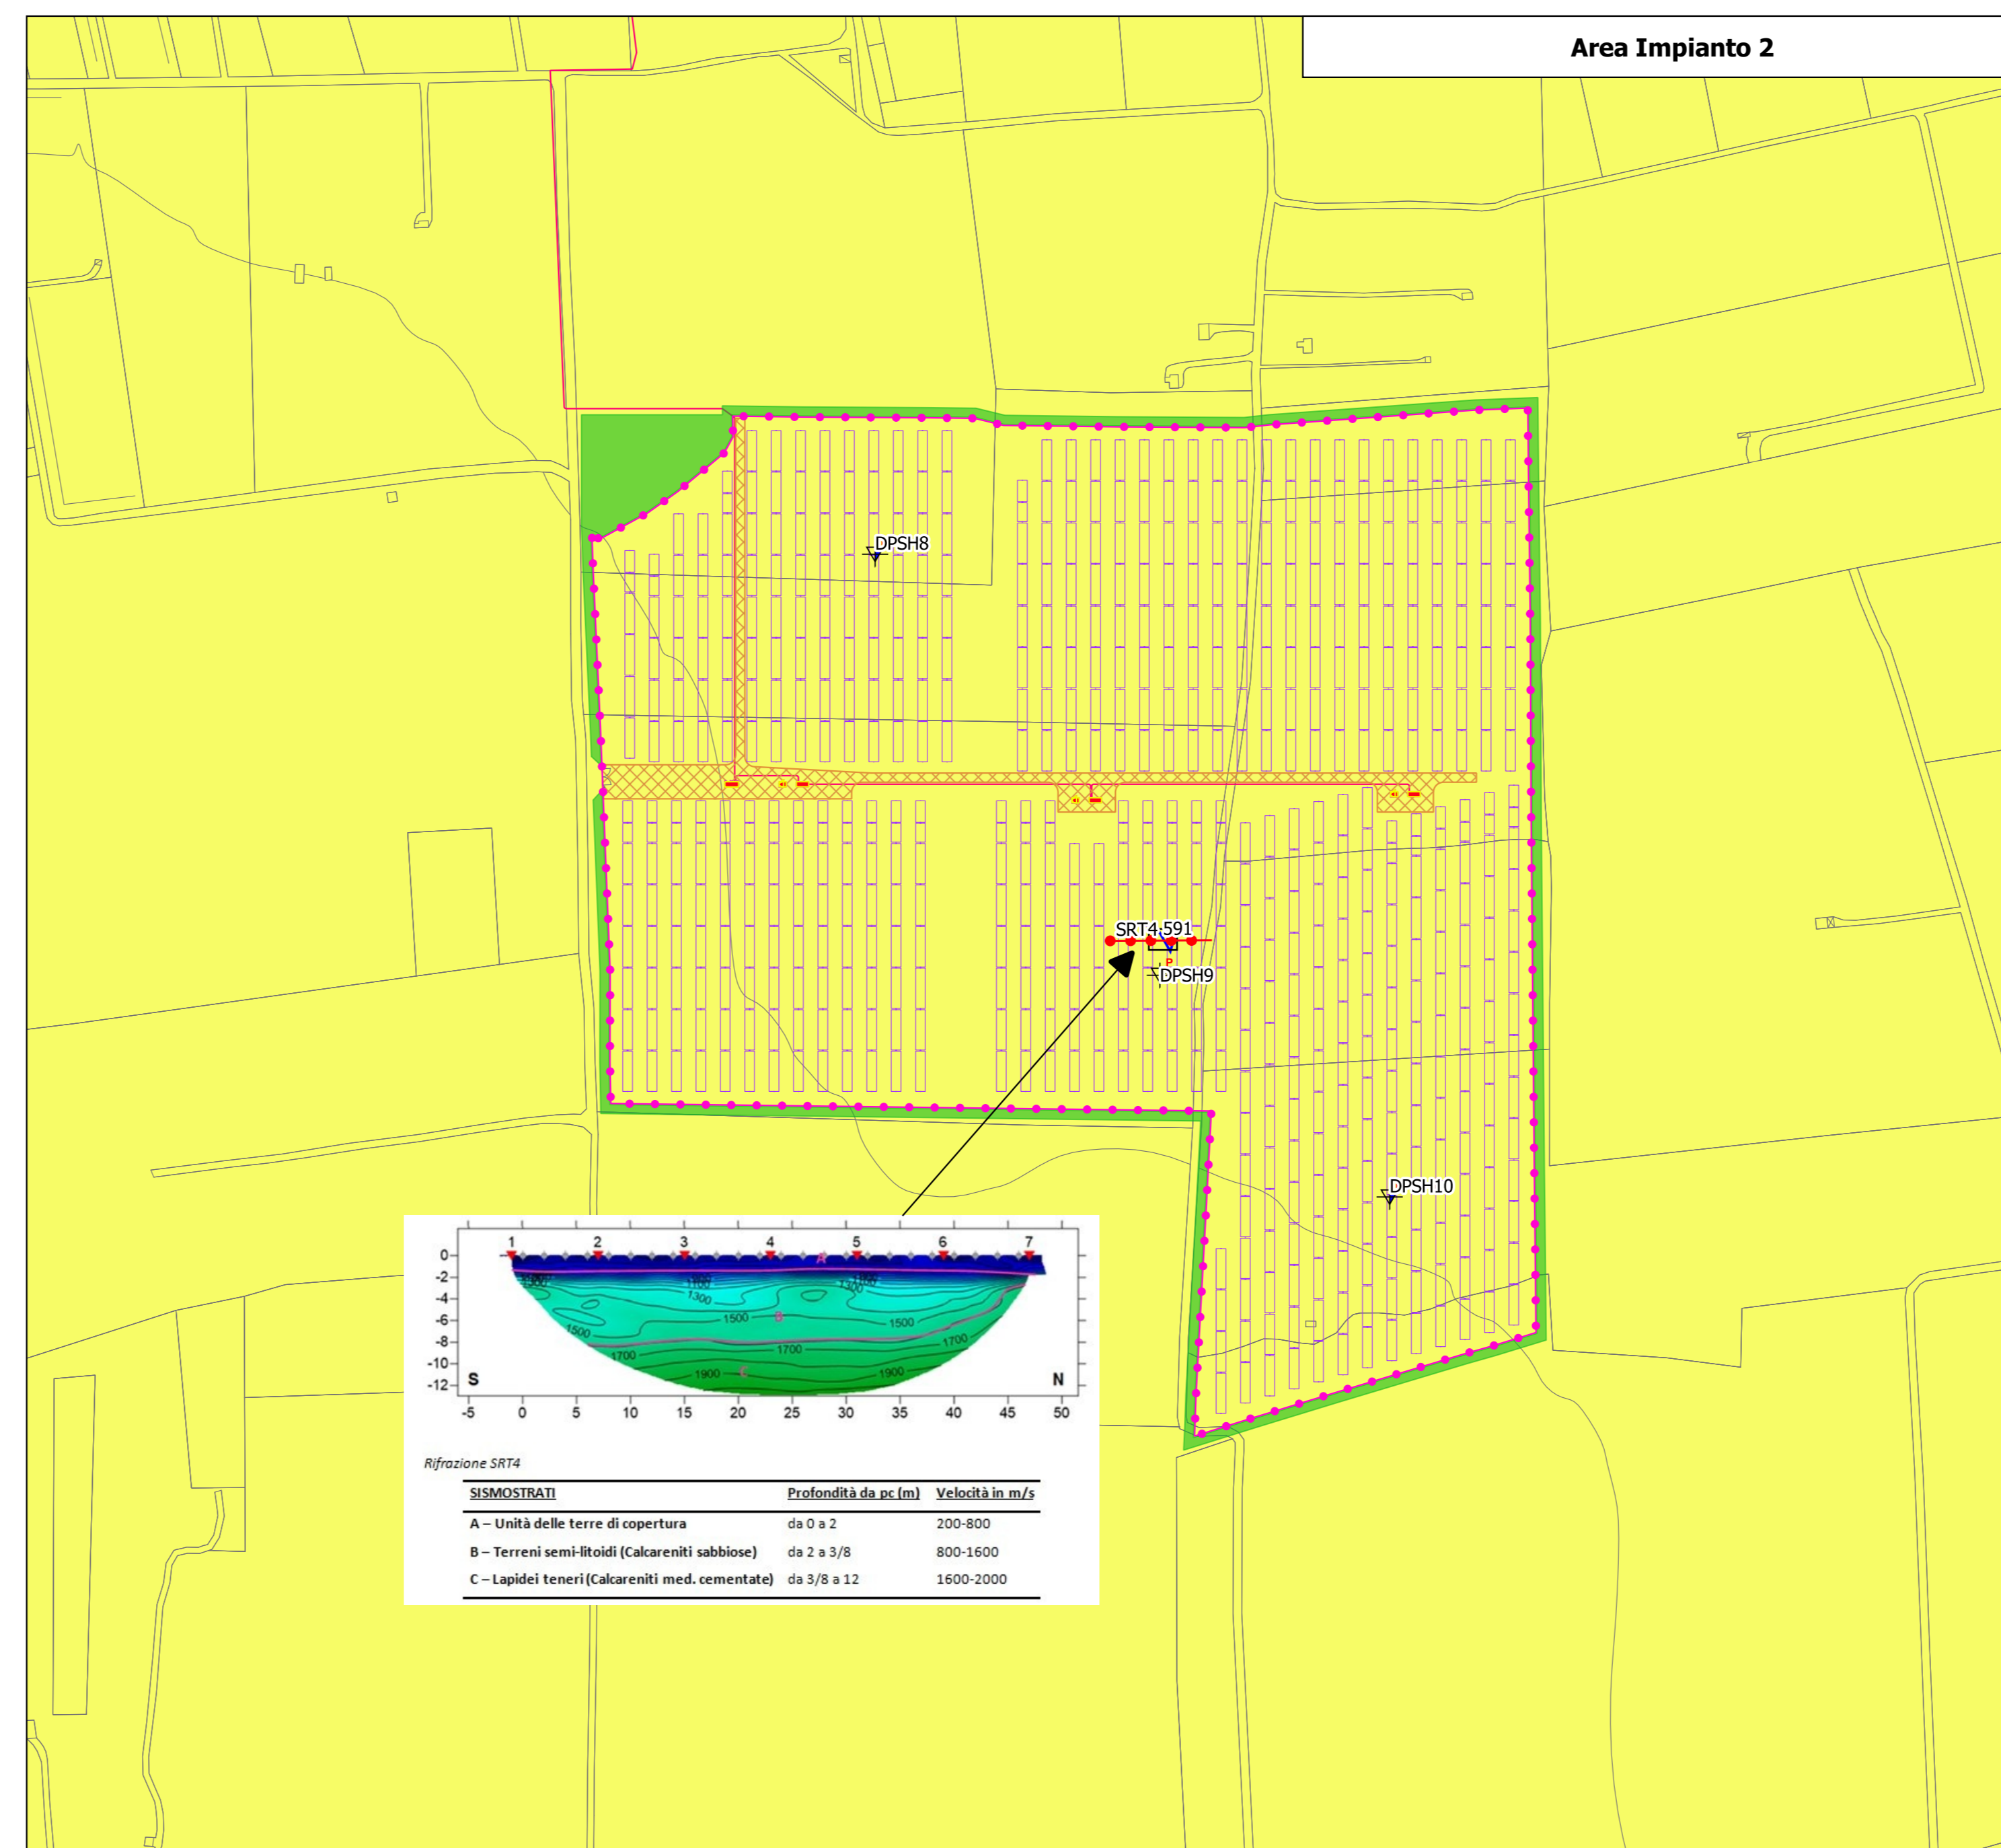 Area Impianto 2
DPSH8
SRT4-591
P
DPSH9
DPSH10
1 2 3 4 5 6 7
0
-2
-4
-6
-8
-10
-12
A
1300
1300
1500
B
1500
1500
1700
1700
1700
1900
C
1900
S
N
-5 0 5 10 15 20 25 30 35 40 45 50
Rifrazione SRT4
SISMOSTRATI Profondità da pc (m) Velocità in m/s
A – Unità delle terre di copertura da 0 a 2 200-800
B – Terreni semi-litoidi (Calcareniti sabbiose) da 2 a 3/8 800-1600
C – Lapidei teneri (Calcareniti med. cementate) da 3/8 a 12 1600-2000